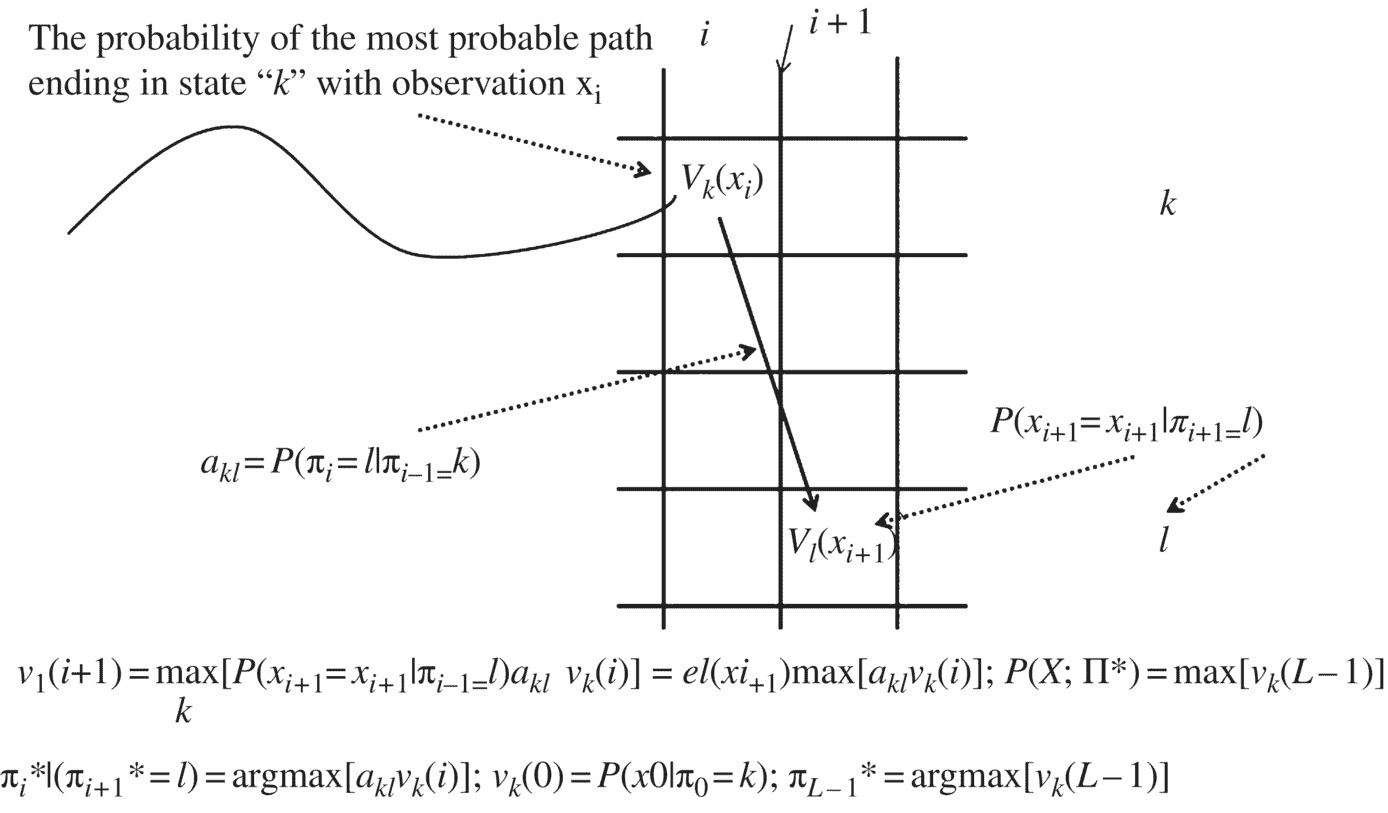 The probability of the most probable path
ending in state “k” with observation xᵢ
i
i + 1
Vₖ(xᵢ)
k
aₖₗ = P(πᵢ = l|πᵢ₋₁₌k)
P(xᵢ₊₁ = xᵢ₊₁|πᵢ₊₁₌l)
Vₗ(xᵢ₊₁)
l
v₁(i+1) = max[P(xᵢ₊₁ = xᵢ₊₁|πᵢ₋₁₌l)aₖₗ vₖ(i)] = el(xi₊₁)max[aₖₗvₖ(i)]; P(X; Π*) = max[vₖ(L – 1)]
k
πᵢ*|(πᵢ₊₁* = l) = argmax[aₖₗvₖ(i)]; vₖ(0) = P(x0|π₀ = k); π_{L–1}* = argmax[vₖ(L – 1)]